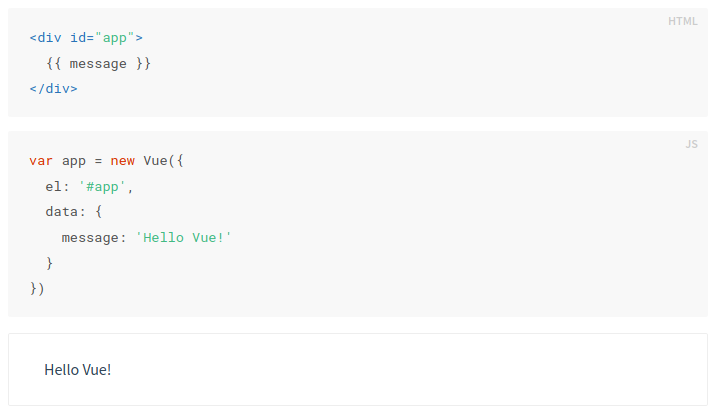 HTML
<div id="app">
  {{ message }}
</div>
JS
var app = new Vue({
  el: '#app',
  data: {
    message: 'Hello Vue!'
  }
})
Hello Vue!